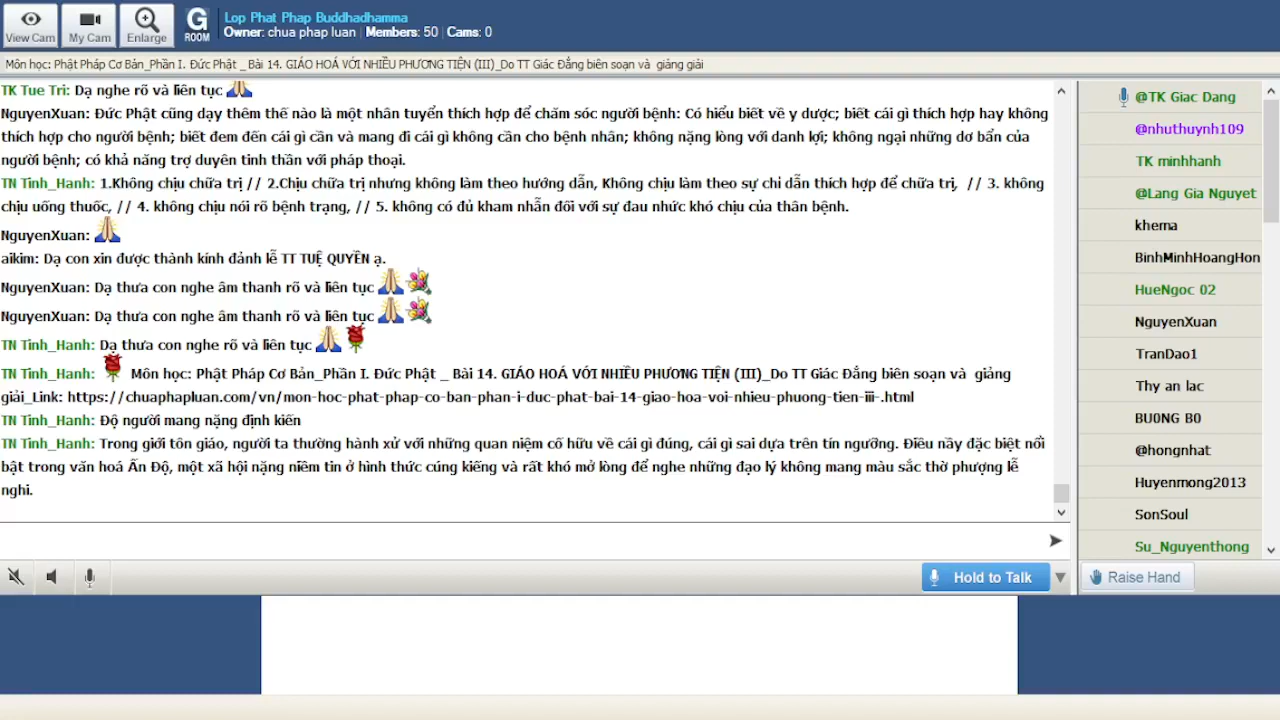 View Cam
My Cam
Enlarge
G
ROOM
Lop Phat Phap Buddhadhamma
Owner: chua phap luan | Members: 50 | Cams: 0
Môn học: Phật Pháp Cơ Bản_Phần I. Đức Phật _ Bài 14. GIÁO HOÁ VỚI NHIỀU PHƯƠNG TIỆN (III)_Do TT Giác Đẳng biên soạn và giảng giải
TK Tue Tri: Dạ nghe rõ và liên tục
NguyenXuan: Đức Phật cũng dạy thêm thế nào là một nhân tuyển thích hợp để chăm sóc người bệnh: Có hiểu biết về y dược; biết cái gì thích hợp hay không
thích hợp cho người bệnh; biết đem đến cái gì cần và mang đi cái gì không cần cho bệnh nhân; không nặng lòng với danh lợi; không ngại những dơ bẩn của
người bệnh; có khả năng trợ duyên tinh thần với pháp thoại.
TN Tinh_Hanh: 1.Không chịu chữa trị // 2.Chịu chữa trị nhưng không làm theo hướng dẫn, Không chịu làm theo sự chỉ dẫn thích hợp để chữa trị, // 3. không
chịu uống thuốc, // 4. không chịu nói rõ bệnh trạng, // 5. không có đủ kham nhẫn đối với sự đau nhức khó chịu của thân bệnh.
NguyenXuan:
aikim: Dạ con xin được thành kính đảnh lễ TT TUỆ QUYỀN ạ.
NguyenXuan: Dạ thưa con nghe âm thanh rõ và liên tục
NguyenXuan: Dạ thưa con nghe âm thanh rõ và liên tục
TN Tinh_Hanh: Dạ thưa con nghe rõ và liên tục
TN Tinh_Hanh: Môn học: Phật Pháp Cơ Bản_Phần I. Đức Phật _ Bài 14. GIÁO HOÁ VỚI NHIỀU PHƯƠNG TIỆN (III)_Do TT Giác Đẳng biên soạn và giảng
giải_Link: https://chuaphapluan.com/vn/mon-hoc-phat-phap-co-ban-phan-i-duc-phat-bai-14-giao-hoa-voi-nhieu-phuong-tien-iii-.html
TN Tinh_Hanh: Độ người mang nặng định kiến
TN Tinh_Hanh: Trong giới tôn giáo, người ta thường hành xử với những quan niệm cố hữu về cái gì đúng, cái gì sai dựa trên tín ngưỡng. Điều nầy đặc biệt nổi
bật trong văn hoá Ấn Độ, một xã hội nặng niềm tin ở hình thức cúng kiếng và rất khó mở lòng để nghe những đạo lý không mang màu sắc thờ phượng lễ
nghi.
@TK Giac Dang
@nhuthuynh109
TK minhhanh
@Lang Gia Nguyet
khema
BinhMinhHoangHon
HueNgoc 02
NguyenXuan
TranDao1
Thy an lac
BU0NG B0
@hongnhat
Huyenmong2013
SonSoul
Su_Nguyenthong
Hold to Talk
Raise Hand